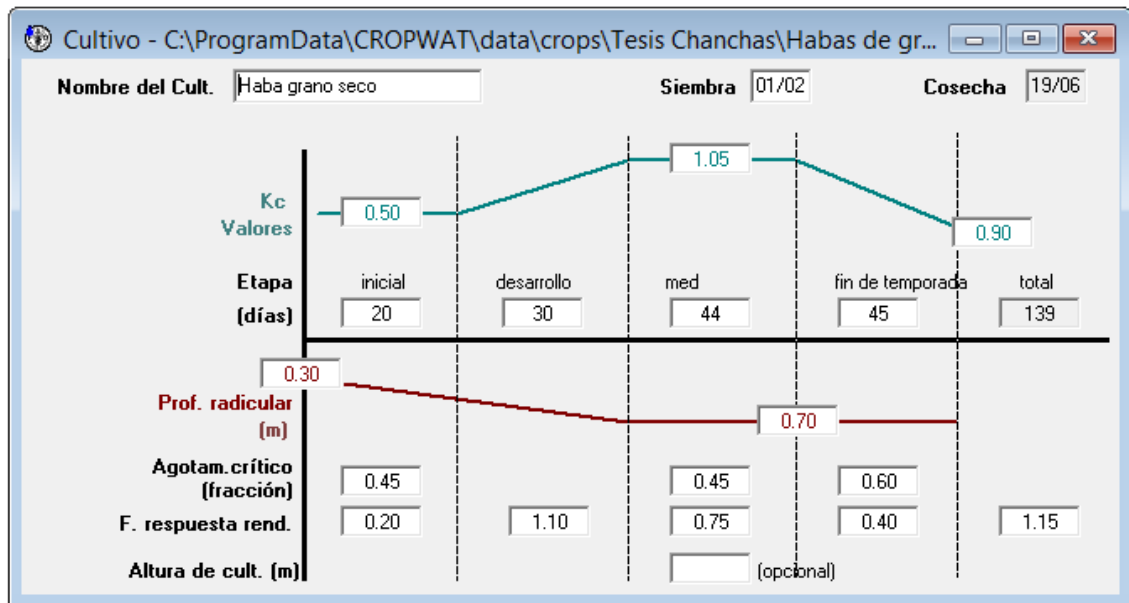 Cultivo - C:\ProgramData\CROPWAT\data\crops\Tesis Chanchas\Habas de gr...
Nombre del Cult. Haba grano seco Siembra 01/02 Cosecha 19/06
1.05
Kc 0.50
Valores 0.90
Etapa inicial desarrollo med fin de temporada total
(días) 20 30 44 45 139
0.30
Prof. radicular 0.70
(m)
Agotam.crítico
(fracción) 0.45 0.45 0.60
F. respuesta rend. 0.20 1.10 0.75 0.40 1.15
Altura de cult. (m) (opcional)